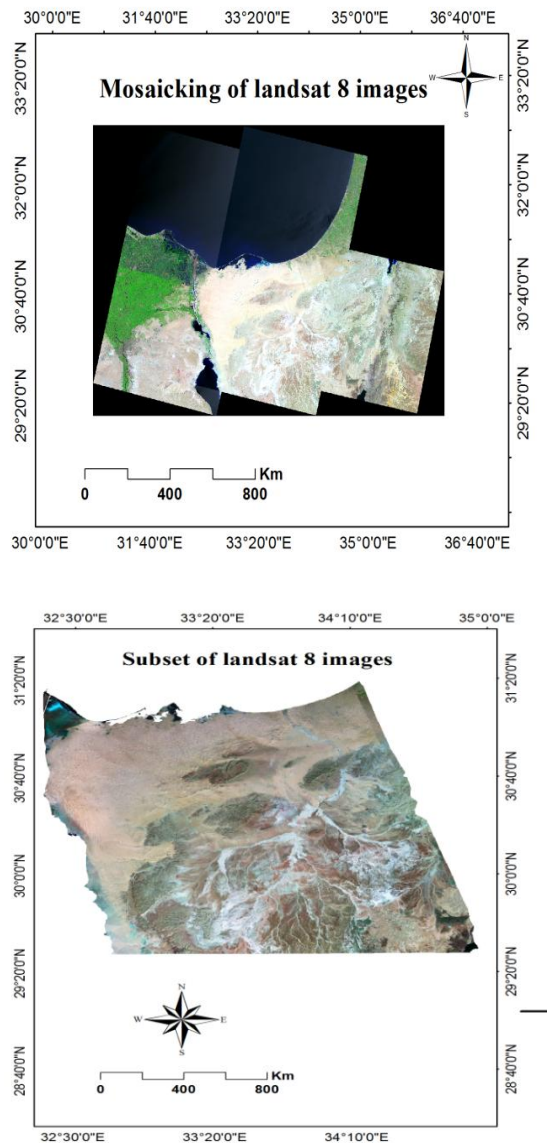 30°0'0"E 31°40'0"E 33°20'0"E 35°0'0"E 36°40'0"E
N
W E
S
Mosaicking of landsat 8 images
33°20'0"N 33°20'0"N
32°0'0"N 32°0'0"N
30°40'0"N 30°40'0"N
29°20'0"N 29°20'0"N
Km
0 400 800
30°0'0"E 31°40'0"E 33°20'0"E 35°0'0"E 36°40'0"E
32°30'0"E 33°20'0"E 34°10'0"E 35°0'0"E
Subset of landsat 8 images
31°20'0"N 31°20'0"N
30°40'0"N 30°40'0"N
30°0'0"N 30°0'0"N
29°20'0"N 29°20'0"N
N
W E
S
28°40'0"N 28°40'0"N
Km
0 400 800
32°30'0"E 33°20'0"E 34°10'0"E